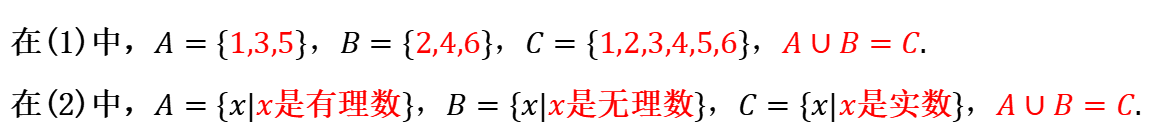 在(1)中，A = {1,3,5}，B = {2,4,6}，C = {1,2,3,4,5,6}，A ∪ B = C.
在(2)中，A = {x|x是有理数}，B = {x|x是无理数}，C = {x|x是实数}，A ∪ B = C.